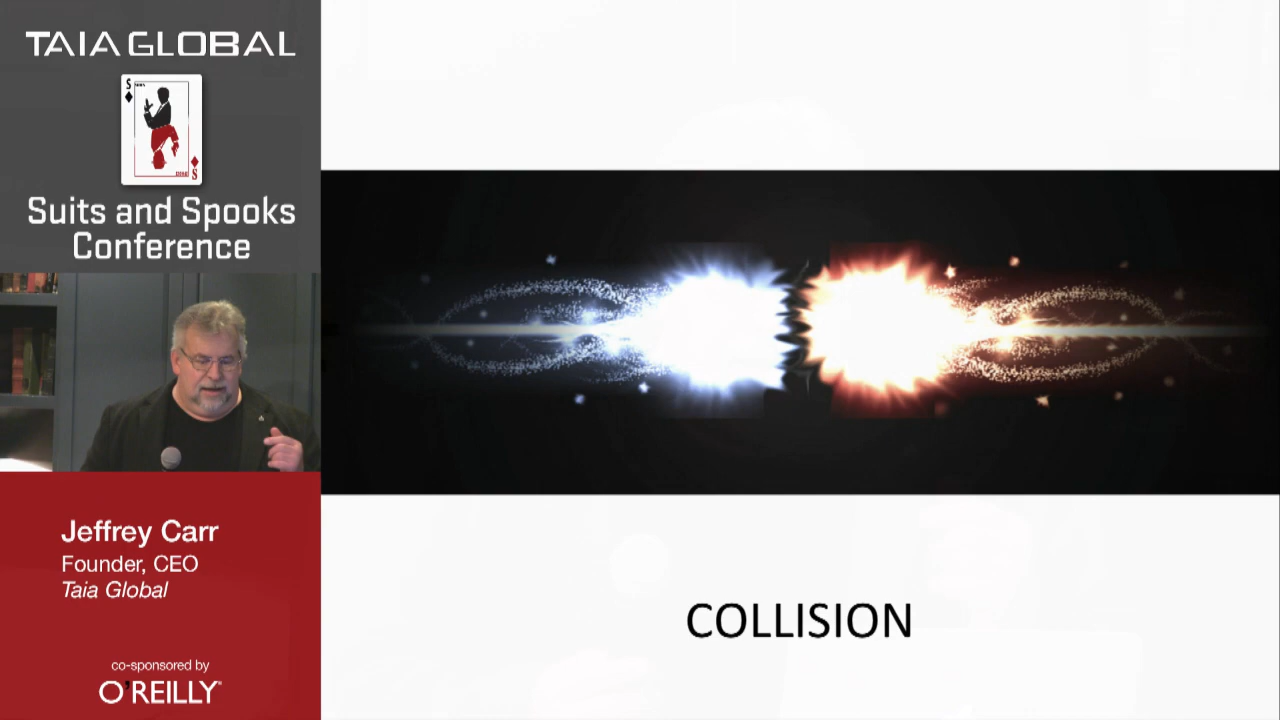 TAIA GLOBAL
S
S
Suits and Spooks
Conference
Jeffrey Carr
Founder, CEO
Taia Global
co-sponsored by
O'REILLY
COLLISION